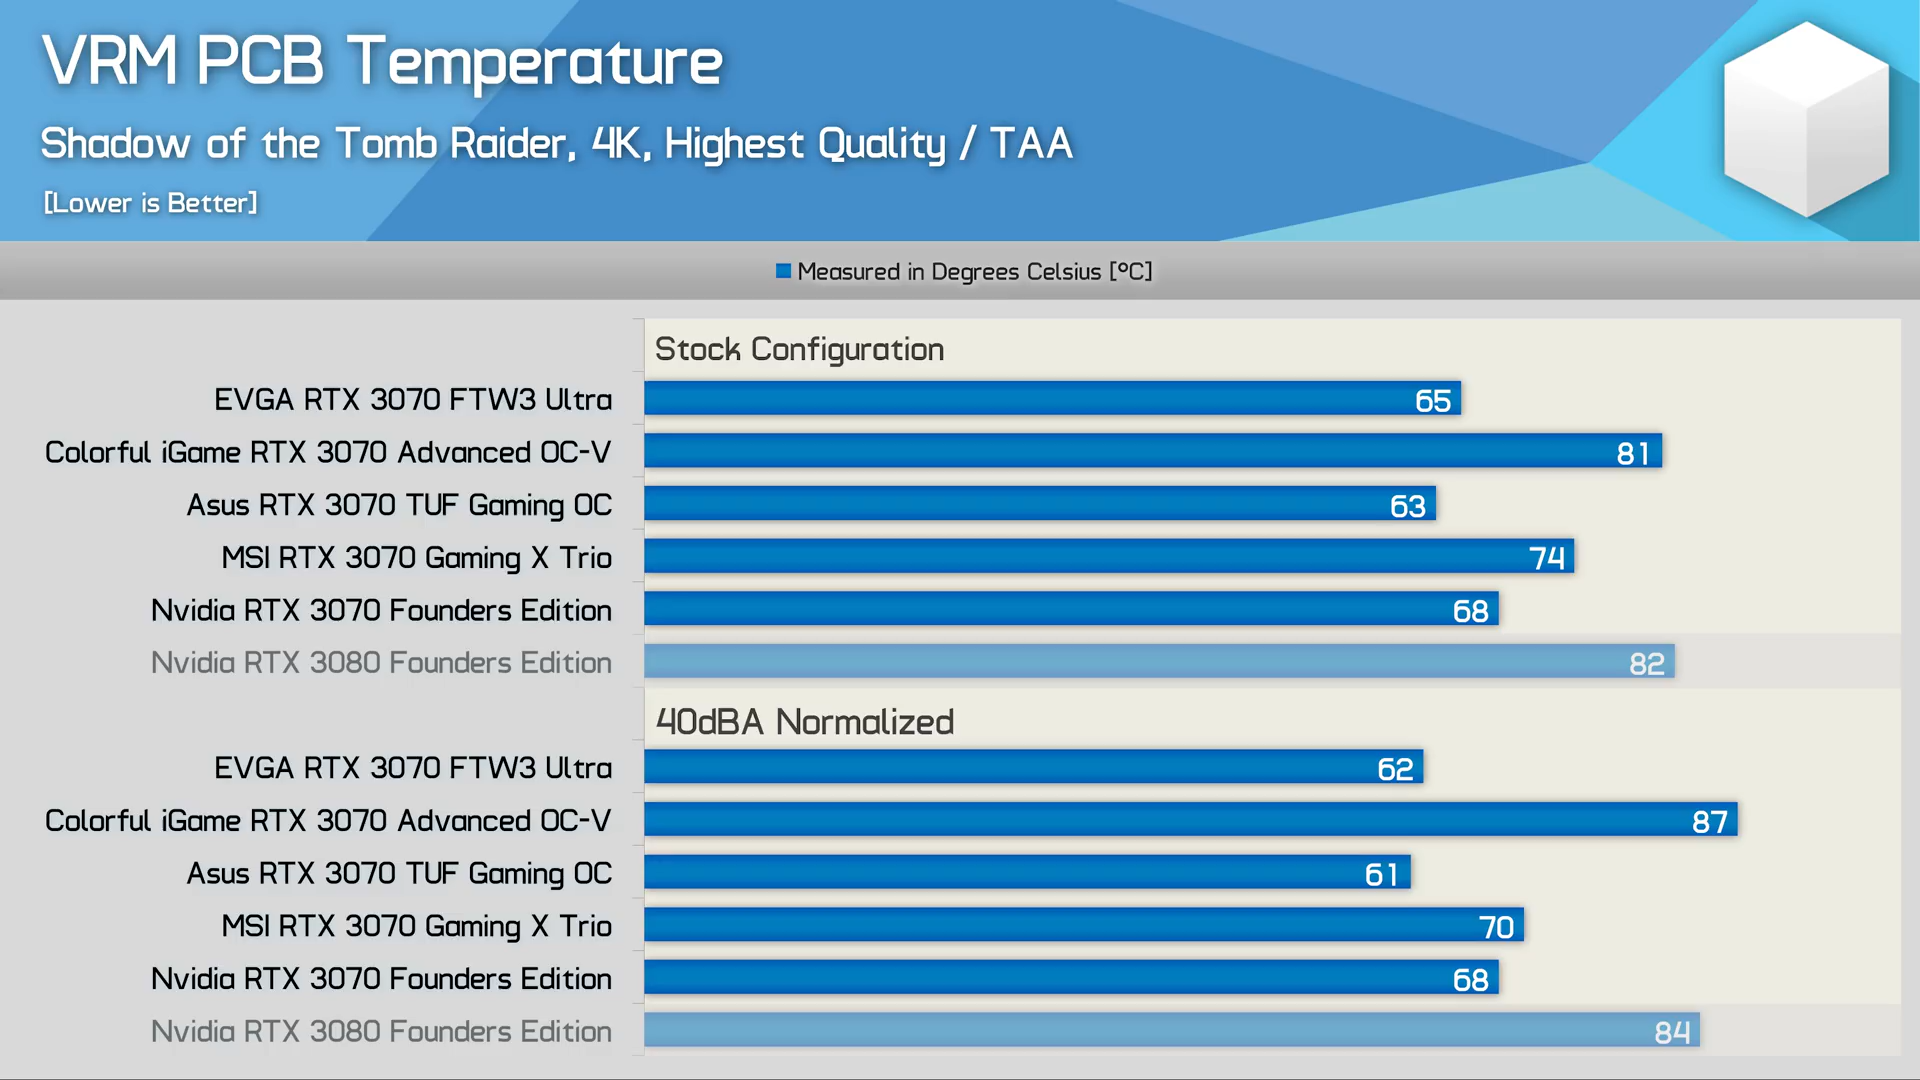 VRM PCB Temperature
Shadow of the Tomb Raider, 4K, Highest Quality / TAA
[Lower is Better]
Measured in Degrees Celsius [°C]
Stock Configuration
EVGA RTX 3070 FTW3 Ultra 65
Colorful iGame RTX 3070 Advanced OC-V 81
Asus RTX 3070 TUF Gaming OC 63
MSI RTX 3070 Gaming X Trio 74
Nvidia RTX 3070 Founders Edition 68
Nvidia RTX 3080 Founders Edition 82
40dBA Normalized
EVGA RTX 3070 FTW3 Ultra 62
Colorful iGame RTX 3070 Advanced OC-V 87
Asus RTX 3070 TUF Gaming OC 61
MSI RTX 3070 Gaming X Trio 70
Nvidia RTX 3070 Founders Edition 68
Nvidia RTX 3080 Founders Edition 84